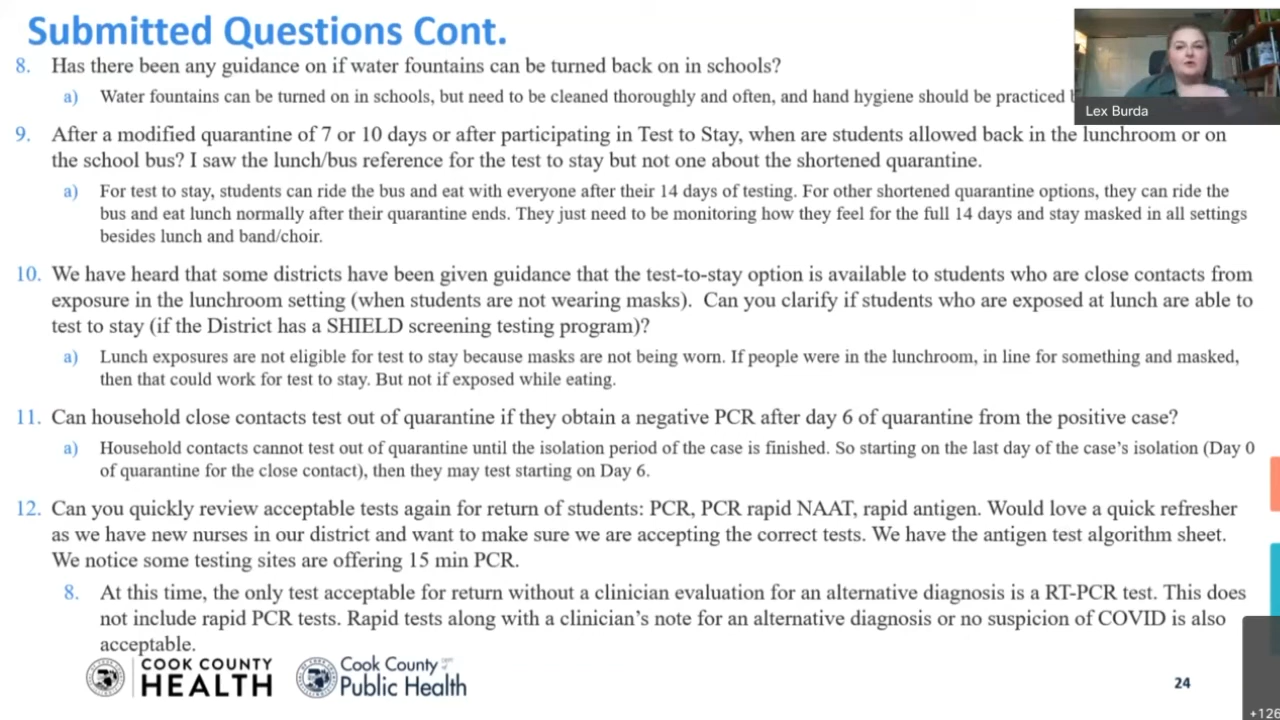 Submitted Questions Cont.
8. Has there been any guidance on if water fountains can be turned back on in schools?
a) Water fountains can be turned on in schools, but need to be cleaned thoroughly and often, and hand hygiene should be practiced
Lex Burda
9. After a modified quarantine of 7 or 10 days or after participating in Test to Stay, when are students allowed back in the lunchroom or on
the school bus? I saw the lunch/bus reference for the test to stay but not one about the shortened quarantine.
a) For test to stay, students can ride the bus and eat with everyone after their 14 days of testing. For other shortened quarantine options, they can ride the
bus and eat lunch normally after their quarantine ends. They just need to be monitoring how they feel for the full 14 days and stay masked in all settings
besides lunch and band/choir.
10. We have heard that some districts have been given guidance that the test-to-stay option is available to students who are close contacts from
exposure in the lunchroom setting (when students are not wearing masks). Can you clarify if students who are exposed at lunch are able to
test to stay (if the District has a SHIELD screening testing program)?
a) Lunch exposures are not eligible for test to stay because masks are not being worn. If people were in the lunchroom, in line for something and masked,
then that could work for test to stay. But not if exposed while eating.
11. Can household close contacts test out of quarantine if they obtain a negative PCR after day 6 of quarantine from the positive case?
a) Household contacts cannot test out of quarantine until the isolation period of the case is finished. So starting on the last day of the case's isolation (Day 0
of quarantine for the close contact), then they may test starting on Day 6.
12. Can you quickly review acceptable tests again for return of students: PCR, PCR rapid NAAT, rapid antigen. Would love a quick refresher
as we have new nurses in our district and want to make sure we are accepting the correct tests. We have the antigen test algorithm sheet.
We notice some testing sites are offering 15 min PCR.
8. At this time, the only test acceptable for return without a clinician evaluation for an alternative diagnosis is a RT-PCR test. This does
not include rapid PCR tests. Rapid tests along with a clinician's note for an alternative diagnosis or no suspicion of COVID is also
acceptable.
COOK COUNTY
HEALTH
Cook County
Public Health
24
+126